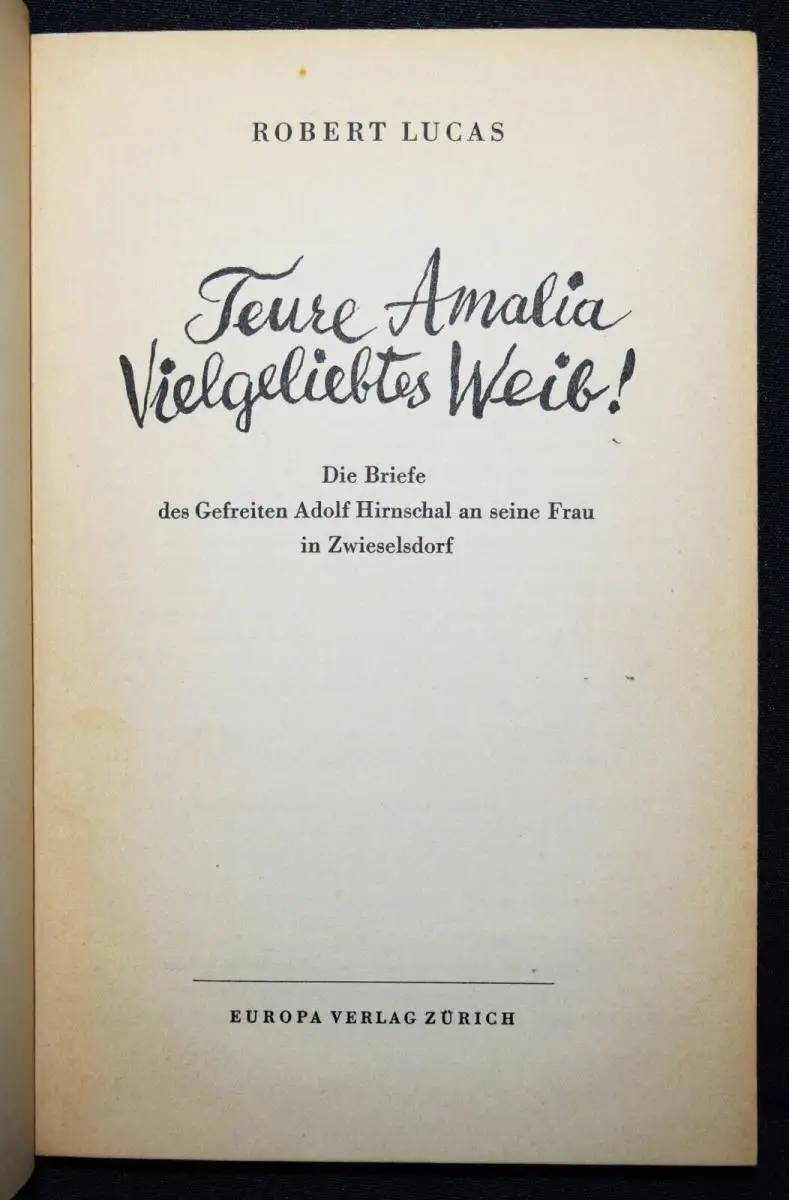 ROBERT LUCAS
Teure Amalia
Vielgeliebtes Weib!
Die Briefe
des Gefreiten Adolf Hirnschal an seine Frau
in Zwieselsdorf
EUROPA VERLAG ZÜRICH